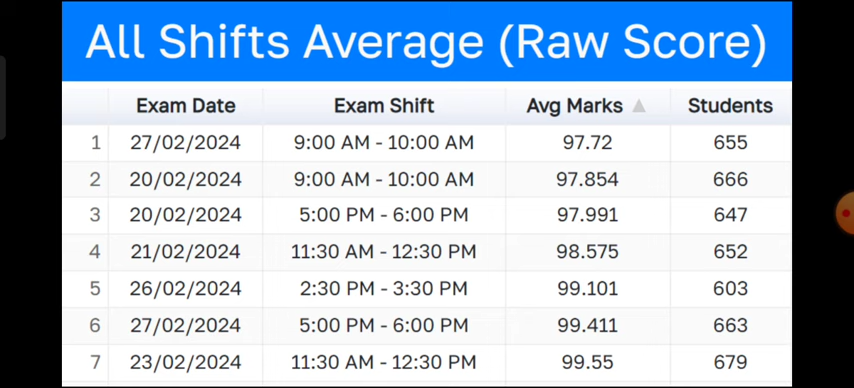 All Shifts Average (Raw Score)
Exam Date Exam Shift Avg Marks ▲ Students
1 27/02/2024 9:00 AM - 10:00 AM 97.72 655
2 20/02/2024 9:00 AM - 10:00 AM 97.854 666
3 20/02/2024 5:00 PM - 6:00 PM 97.991 647
4 21/02/2024 11:30 AM - 12:30 PM 98.575 652
5 26/02/2024 2:30 PM - 3:30 PM 99.101 603
6 27/02/2024 5:00 PM - 6:00 PM 99.411 663
7 23/02/2024 11:30 AM - 12:30 PM 99.55 679